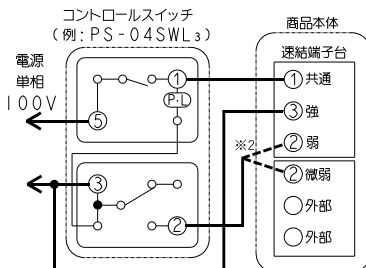 コントロールスイッチ
(例:PS-04SWL₃)
商品本体
速結端子台
電源
単相
100V
① P・L ⑤
③ ②
※2
①共通
③強
②弱
②微弱
○外部
○外部